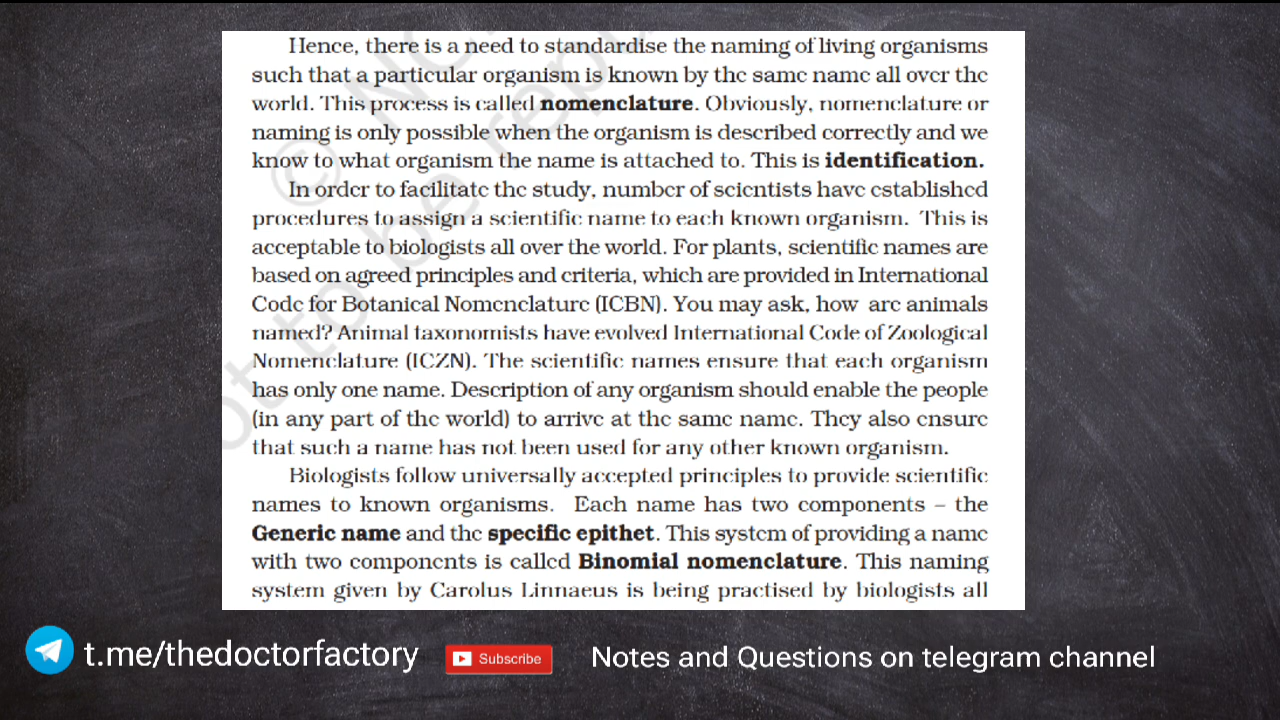 Hence, there is a need to standardise the naming of living organisms
such that a particular organism is known by the same name all over the
world. This process is called nomenclature. Obviously, nomenclature or
naming is only possible when the organism is described correctly and we
know to what organism the name is attached to. This is identification.
In order to facilitate the study, number of scientists have established
procedures to assign a scientific name to each known organism. This is
acceptable to biologists all over the world. For plants, scientific names are
based on agreed principles and criteria, which are provided in International
Code for Botanical Nomenclature (ICBN). You may ask, how are animals
named? Animal taxonomists have evolved International Code of Zoological
Nomenclature (ICZN). The scientific names ensure that each organism
has only one name. Description of any organism should enable the people
(in any part of the world) to arrive at the same name. They also ensure
that such a name has not been used for any other known organism.
Biologists follow universally accepted principles to provide scientific
names to known organisms. Each name has two components – the
Generic name and the specific epithet. This system of providing a name
with two components is called Binomial nomenclature. This naming
system given by Carolus Linnaeus is being practised by biologists all
t.me/thedoctorfactory
Subscribe
Notes and Questions on telegram channel